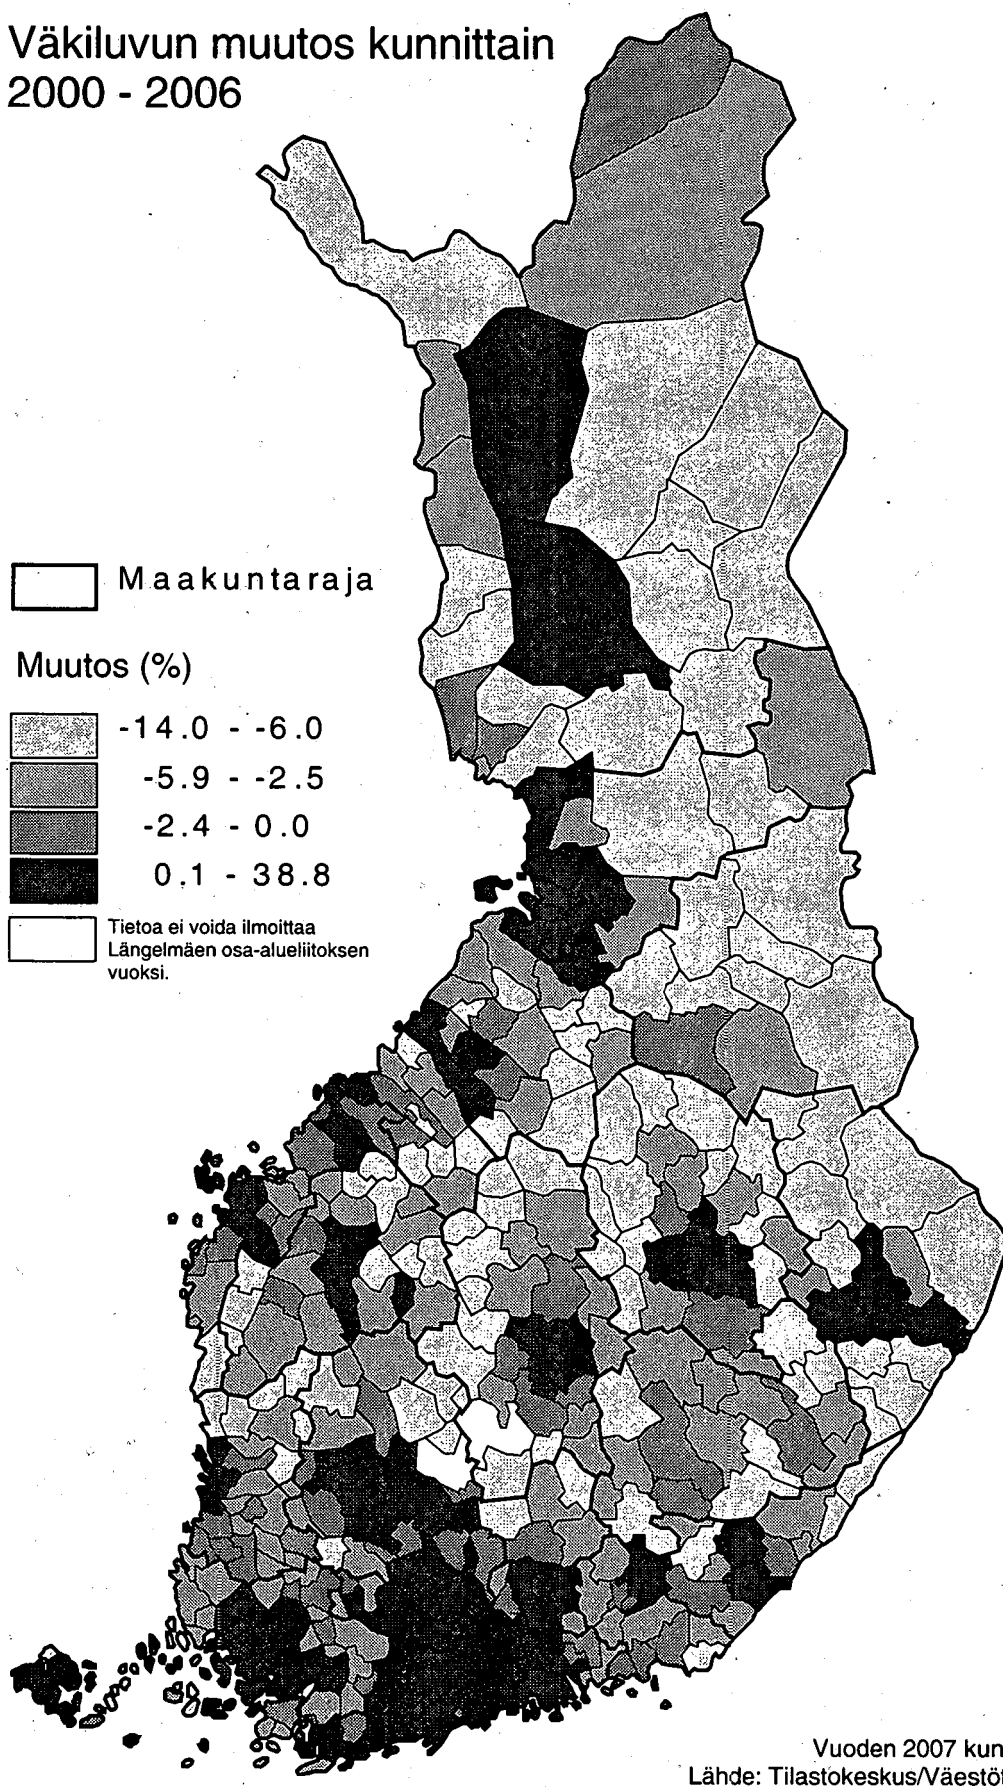 Väkiluvun muutos kunnittain
2000 - 2006
Maakuntaraja
Muutos (%)
-14.0 - -6.0
-5.9 - -2.5
-2.4 - 0.0
0.1 - 38.8
Tietoa ei voida ilmoittaa
Längelmäen osa-alueliitoksen
vuoksi.
Vuoden 2007 kun
Lähde: Tilastokeskus/Väestöt